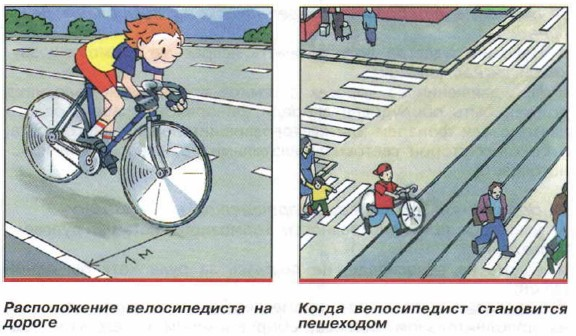 1 м
Расположение велосипедиста на
дороге
Когда велосипедист становится
пешеходом